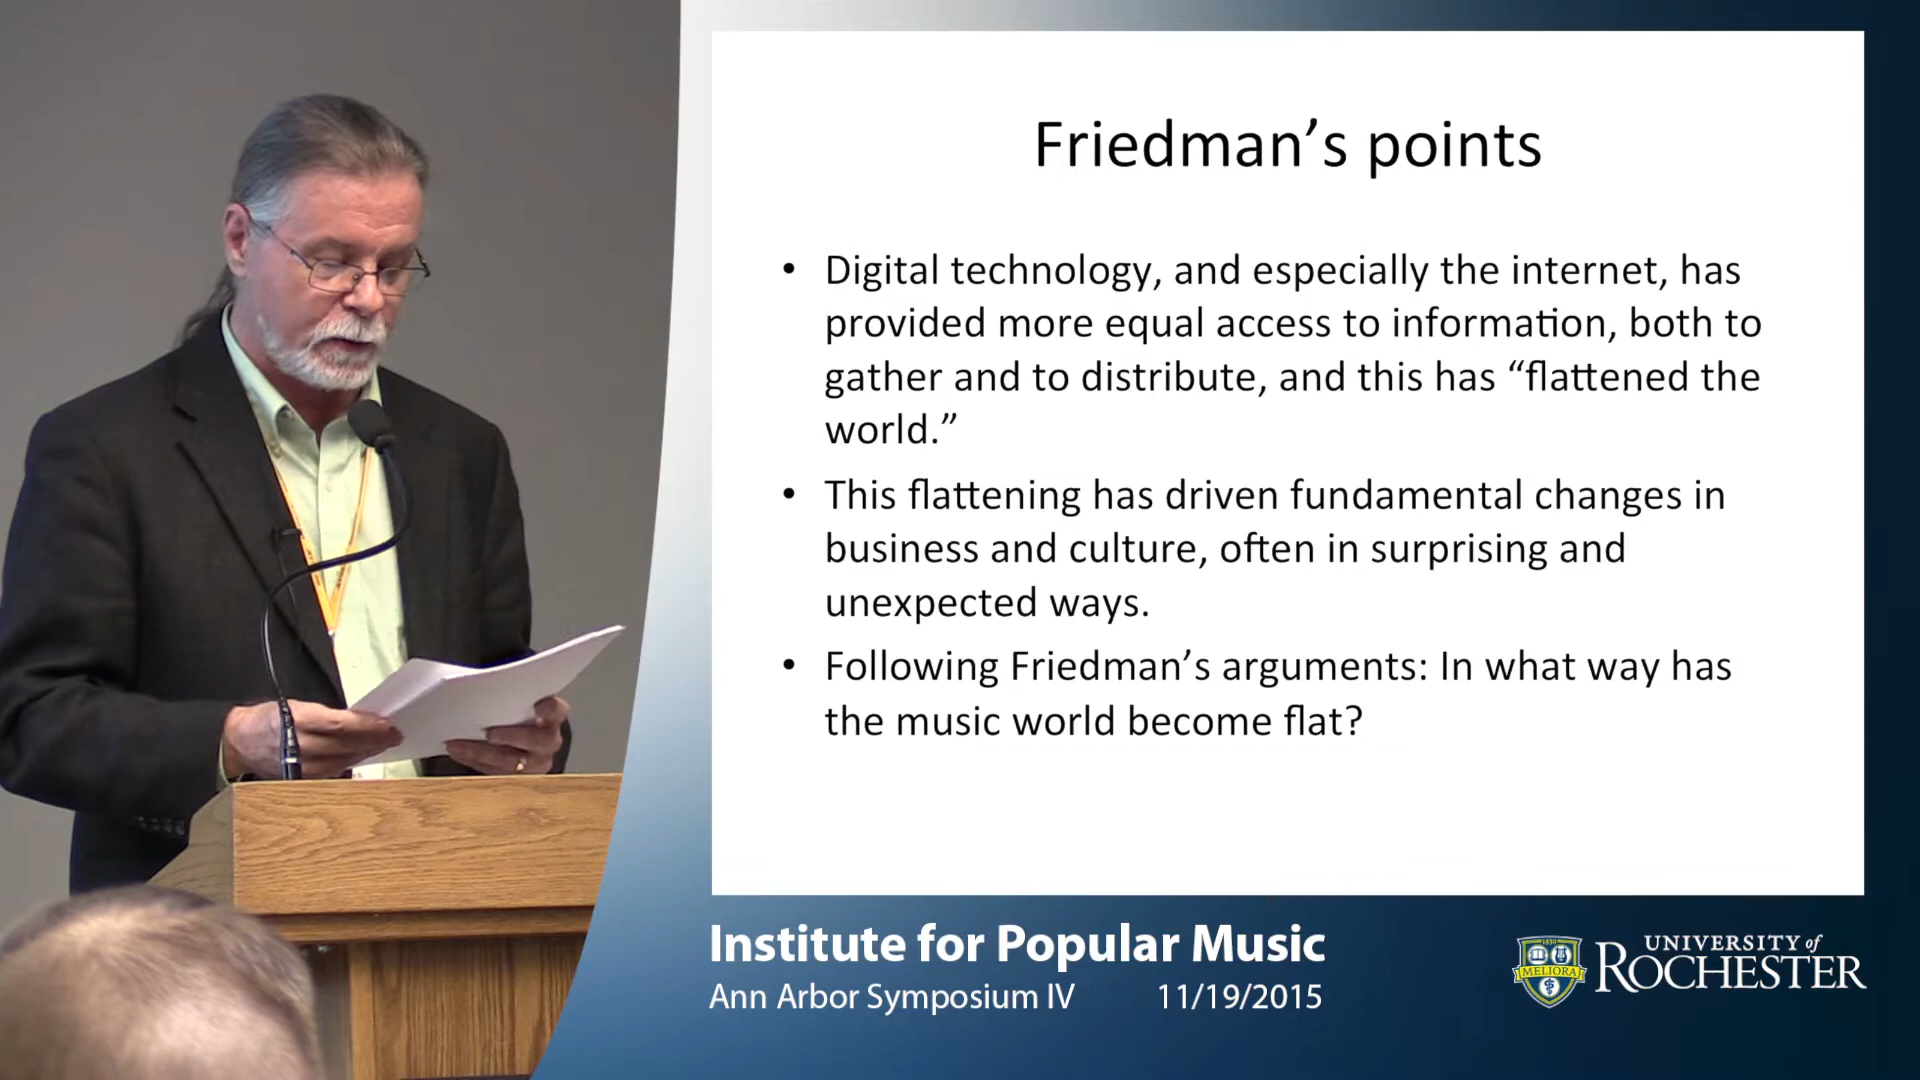 Friedman’s points
• Digital technology, and especially the internet, has
provided more equal access to information, both to
gather and to distribute, and this has “flattened the
world.”
• This flattening has driven fundamental changes in
business and culture, often in surprising and
unexpected ways.
• Following Friedman’s arguments: In what way has
the music world become flat?
Institute for Popular Music
Ann Arbor Symposium IV 11/19/2015
1850
MELIORA
UNIVERSITY of
ROCHESTER